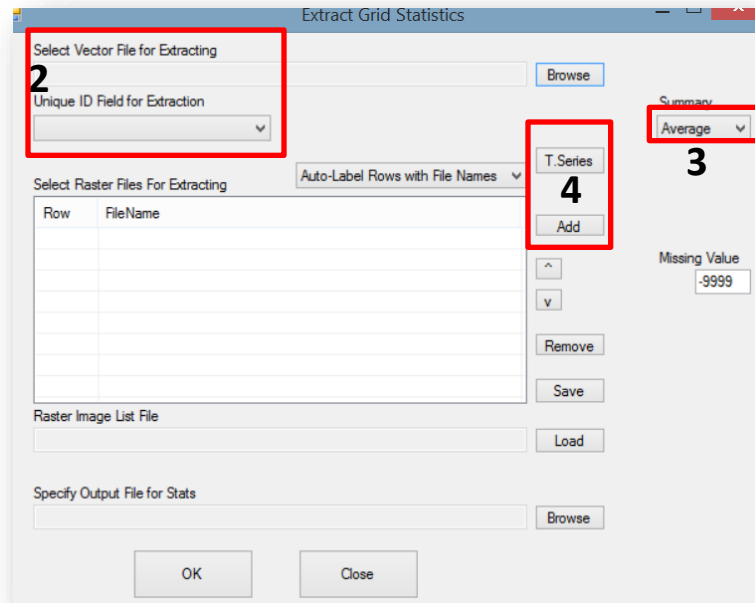 Extract Grid Statistics
Select Vector File for Extracting
2
Browse
Unique ID Field for Extraction
Summary
Average
3
T.Series
4
Auto-Label Rows with File Names
Select Raster Files For Extracting
Row FileName
Add
^
v
Missing Value
-9999
Remove
Save
Raster Image List File
Load
Specify Output File for Stats
Browse
OK Close